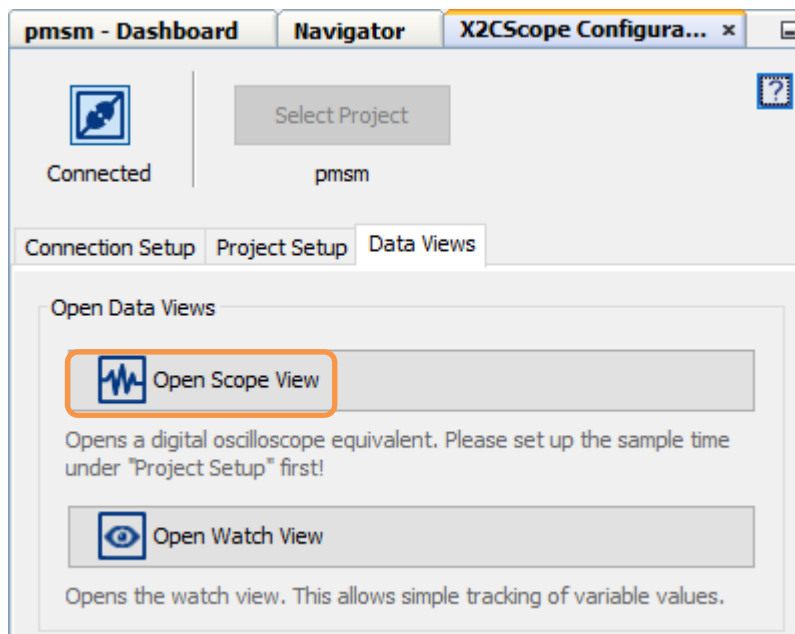 pmsm - Dashboard Navigator X2CScope Configura... ×
Select Project ?
Connected pmsm
Connection Setup Project Setup Data Views
Open Data Views
Open Scope View
Opens a digital oscilloscope equivalent. Please set up the sample time
under "Project Setup" first!
Open Watch View
Opens the watch view. This allows simple tracking of variable values.